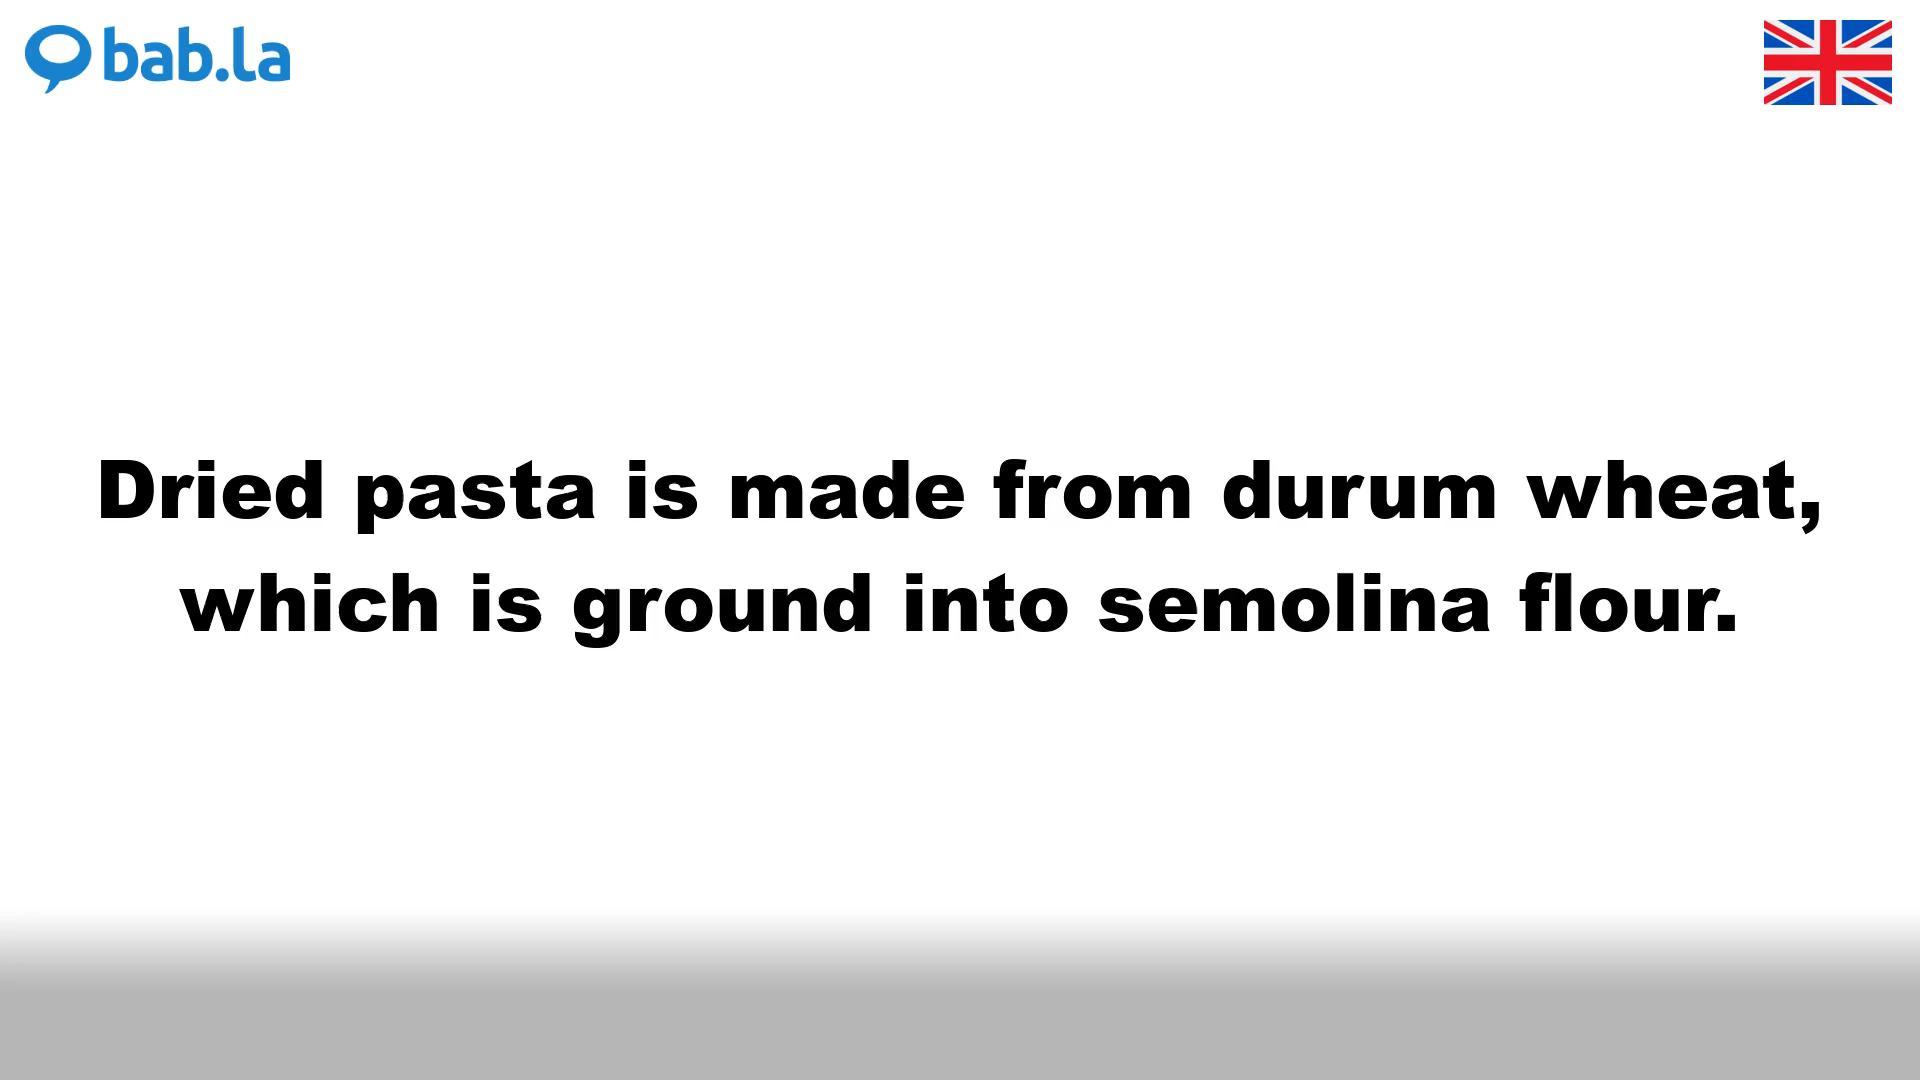 bab.la
Dried pasta is made from durum wheat,
which is ground into semolina flour.